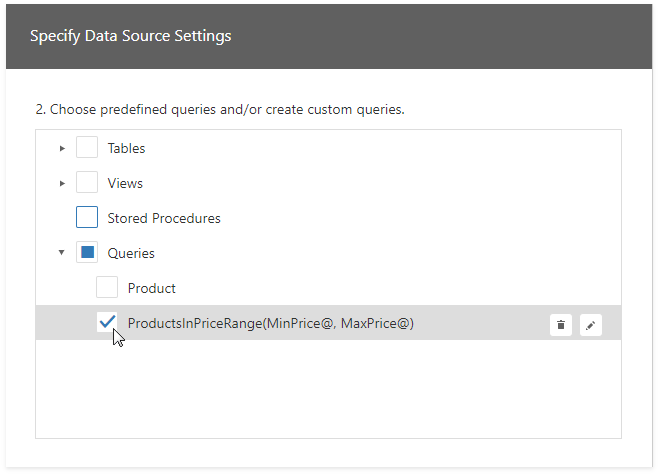 Specify Data Source Settings
2. Choose predefined queries and/or create custom queries.
Tables
Views
Stored Procedures
Queries
Product
ProductsInPriceRange(MinPrice@, MaxPrice@)